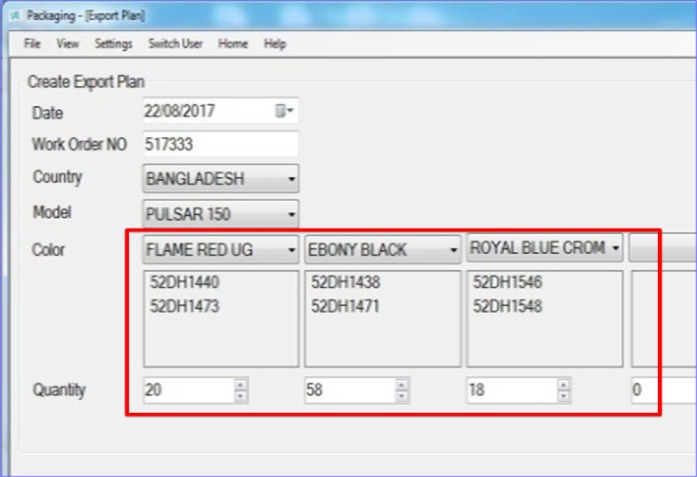 Packaging - [Export Plan]
File View Settings Switch User Home Help
Create Export Plan
Date 22/08/2017
Work Order NO 517333
Country BANGLADESH
Model PULSAR 150
Color FLAME RED UG EBONY BLACK ROYAL BLUE CROM
52DH1440 52DH1438 52DH1546
52DH1473 52DH1471 52DH1548
Quantity 20 58 18 0